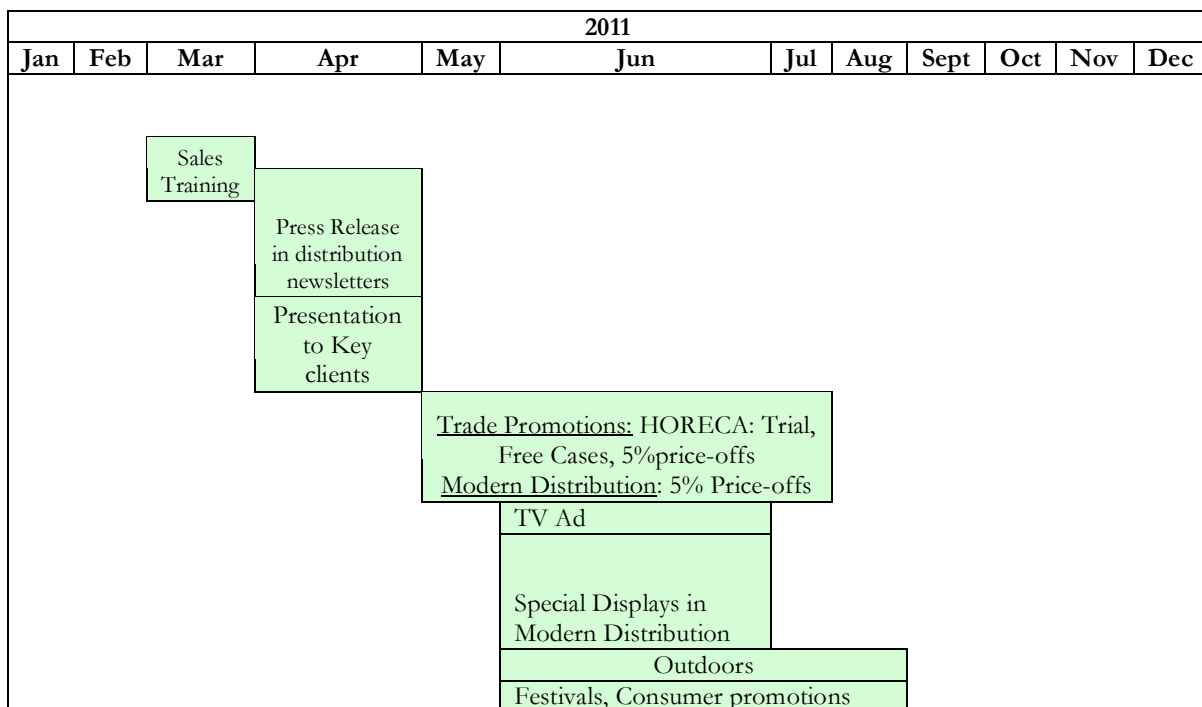 2011
Jan Feb Mar Apr May Jun Jul Aug Sept Oct Nov Dec
Sales
Training
Press Release
in distribution
newsletters
Presentation
to Key
clients
Trade Promotions: HORECA: Trial,
Free Cases, 5%price-offs
Modern Distribution: 5% Price-offs
TV Ad
Special Displays in
Modern Distribution
Outdoors
Festivals, Consumer promotions